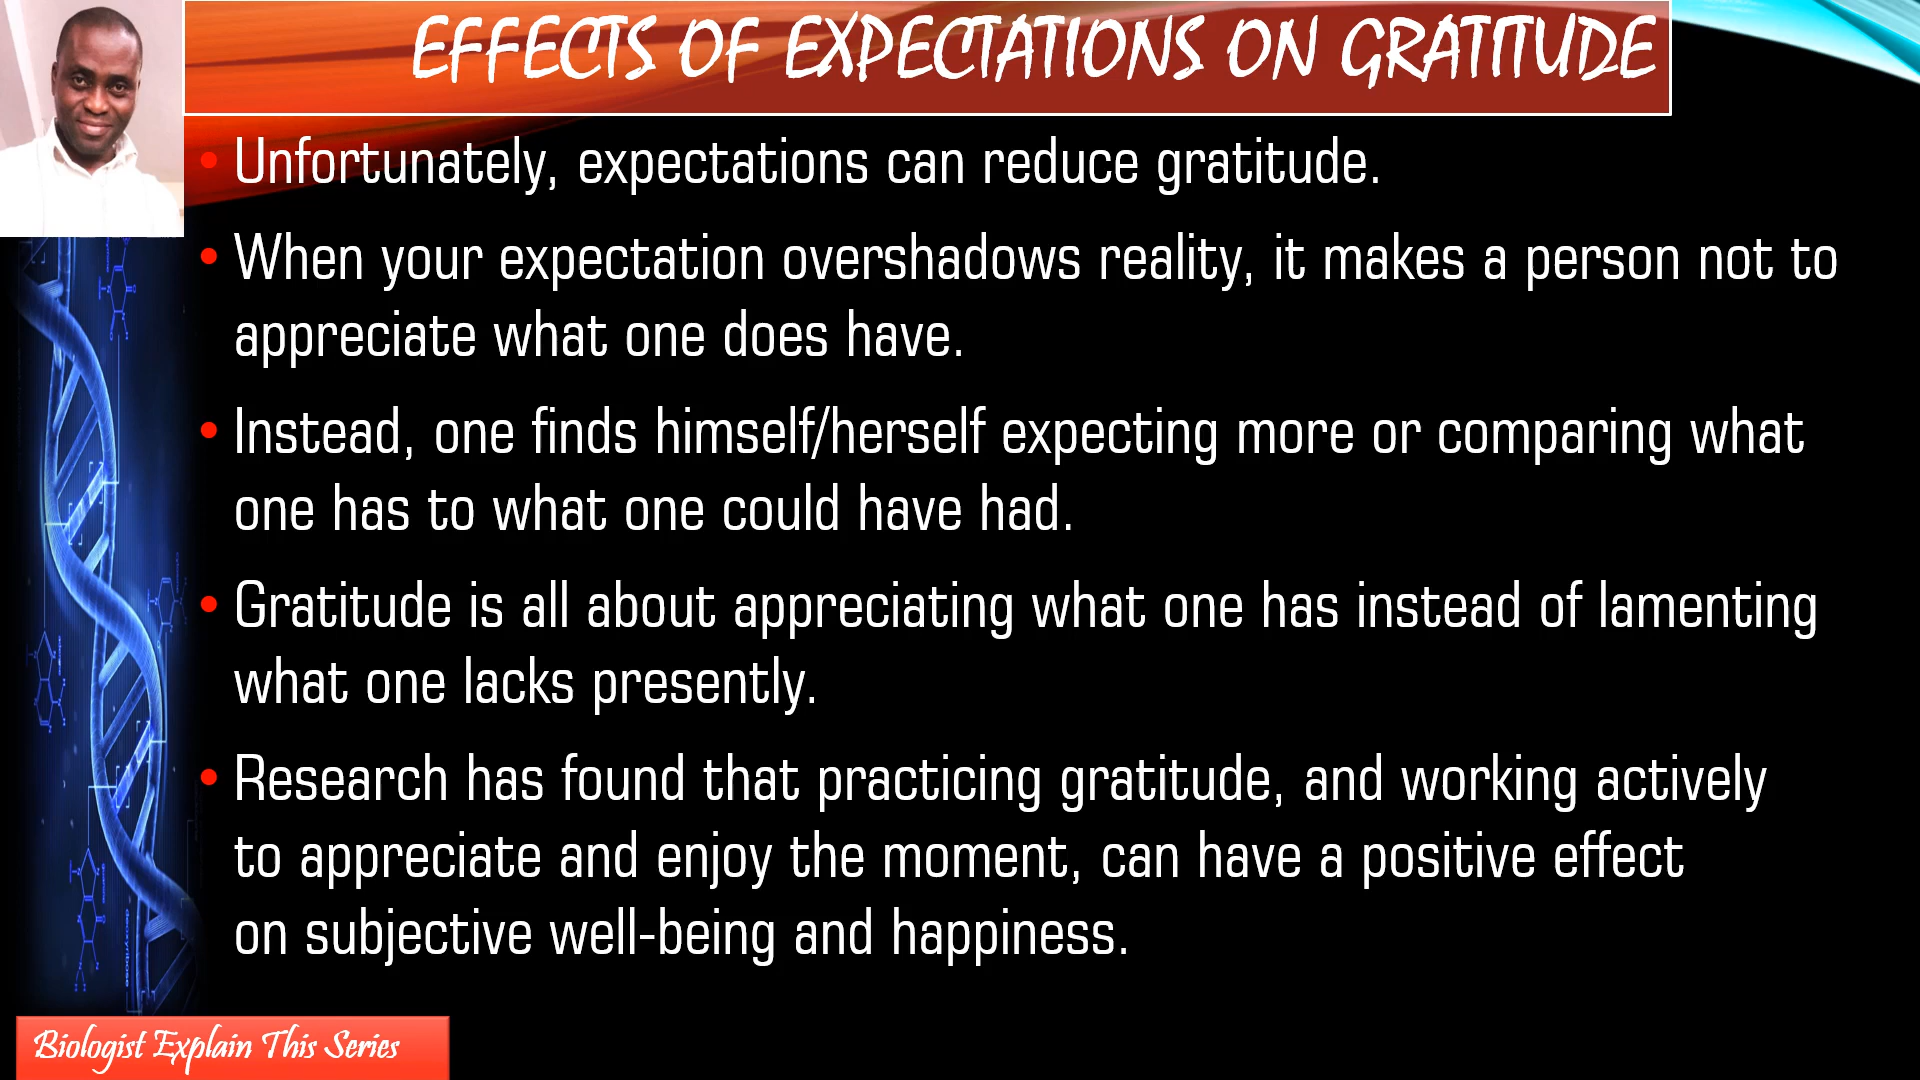 EFFECTS OF EXPECTATIONS ON GRATITUDE
• Unfortunately, expectations can reduce gratitude.
• When your expectation overshadows reality, it makes a person not to
appreciate what one does have.
• Instead, one finds himself/herself expecting more or comparing what
one has to what one could have had.
• Gratitude is all about appreciating what one has instead of lamenting
what one lacks presently.
• Research has found that practicing gratitude, and working actively
to appreciate and enjoy the moment, can have a positive effect
on subjective well-being and happiness.
Biologist Explain This Series